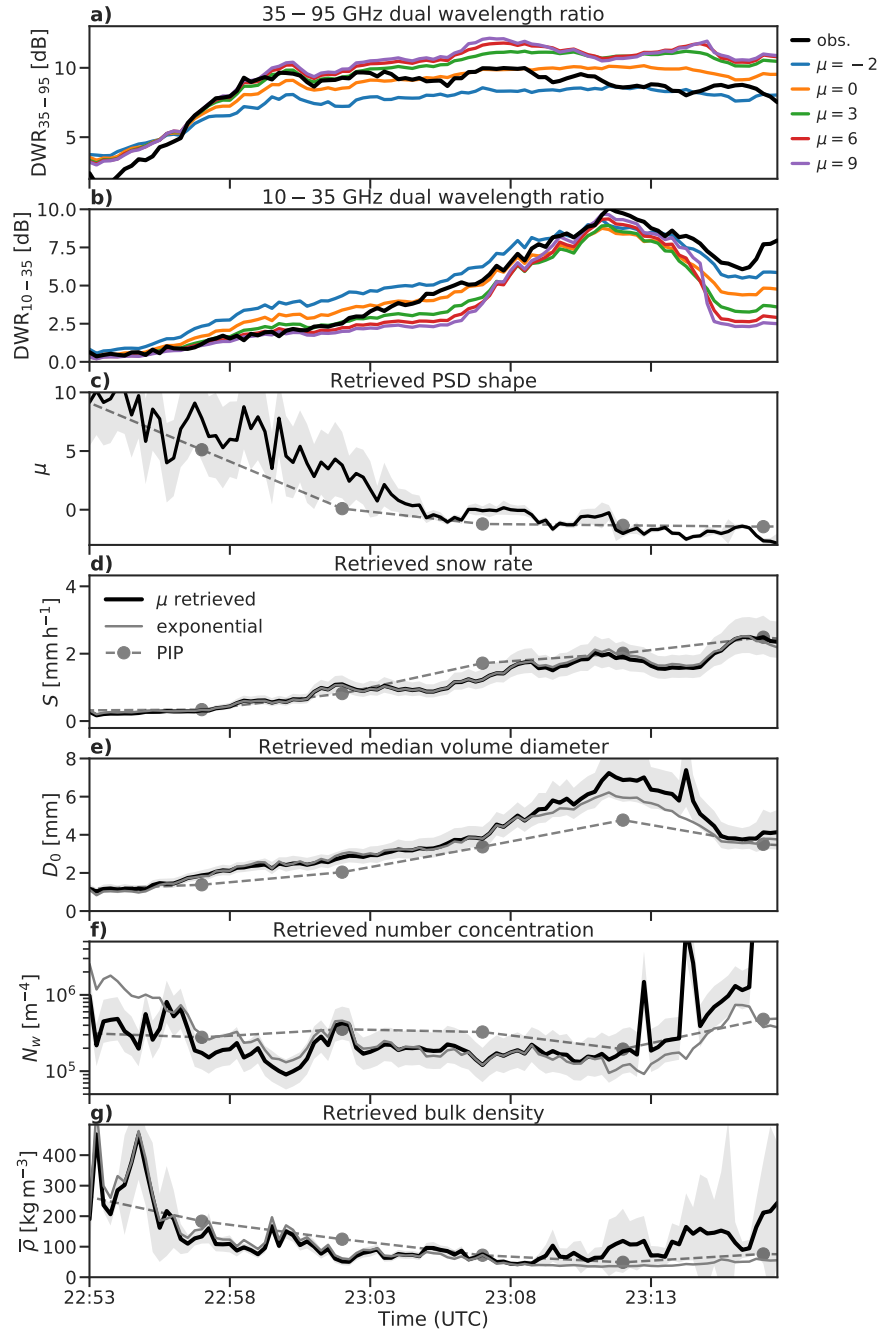 a) 35 − 95 GHz dual wavelength ratio
DWR35 − 95 [dB]
10
5
obs.
μ = − 2
μ = 0
μ = 3
μ = 6
μ = 9
b) 10 − 35 GHz dual wavelength ratio
DWR10 − 35 [dB]
10.0
7.5
5.0
2.5
0.0
c) Retrieved PSD shape
μ
10
5
0
d) Retrieved snow rate
S [mm h−1]
4
2
0
μ retrieved
exponential
PIP
e) Retrieved median volume diameter
D0 [mm]
8
6
4
2
0
f) Retrieved number concentration
Nw [m−4]
10^6
10^5
g) Retrieved bulk density
ρ̅ [kg m−3]
400
300
200
100
0
22:53 22:58 23:03 23:08 23:13
Time (UTC)